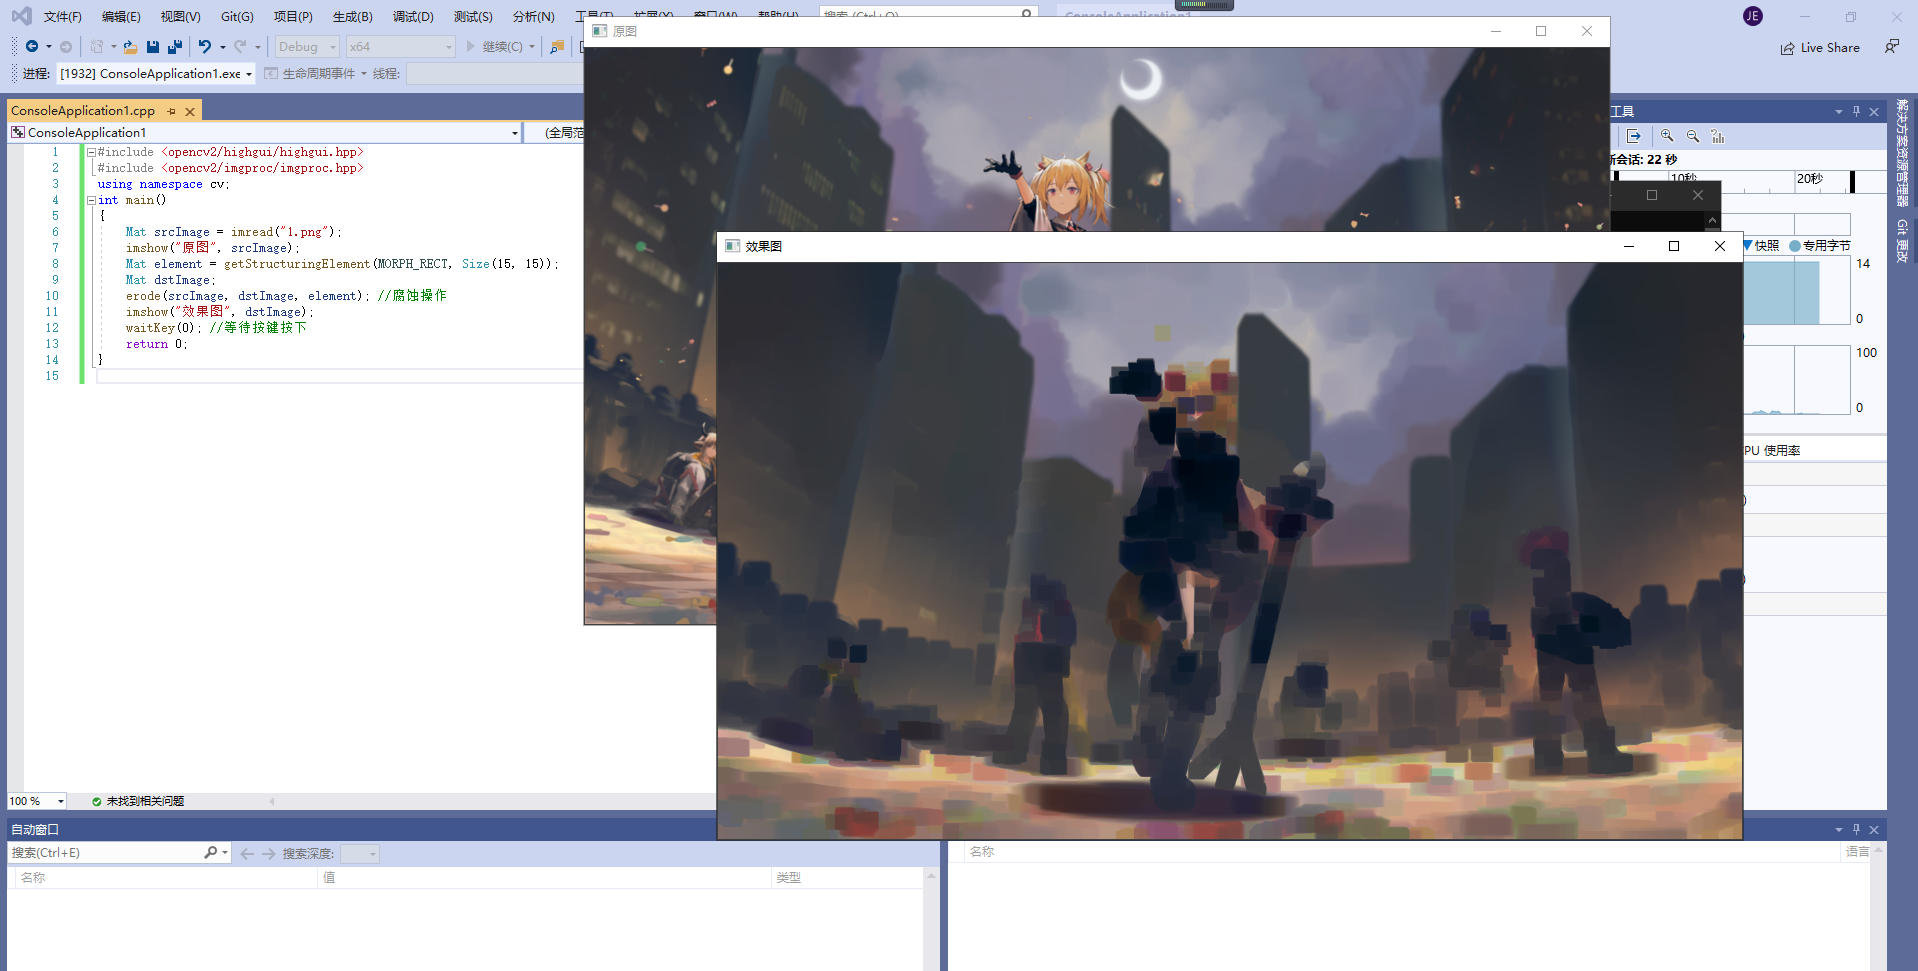 文件(F) 编辑(E) 视图(V) Git(G) 项目(P) 生成(B) 调试(D) 测试(S) 分析(N) 工具(T) 扩展(X) 窗口(W) 帮助(H) 搜索 (Ctrl+Q) ConsoleApplication1 JE
Debug x64 继续(C) Live Share
进程: [1932] ConsoleApplication1.exe 生命周期事件 线程:
原图
ConsoleApplication1.cpp
ConsoleApplication1 (全局范
1 #include <opencv2/highgui/highgui.hpp>
2 #include <opencv2/imgproc/imgproc.hpp>
3 using namespace cv;
4 int main()
5 {
6 Mat srcImage = imread("1.png");
7 imshow("原图", srcImage);
8 Mat element = getStructuringElement(MORPH_RECT, Size(15, 15));
9 Mat dstImage;
10 erode(srcImage, dstImage, element); //腐蚀操作
11 imshow("效果图", dstImage);
12 waitKey(0); //等待按键按下
13 return 0;
14 }
15
效果图
工具
断会话: 22 秒
10秒 20秒
快照 专用字节
14
0
100
0
PU 使用率
解决方案资源管理器
Git 更改
100 % 未找到相关问题
自动窗口
搜索(Ctrl+E) 搜索深度:
名称 值 类型
名称 语言